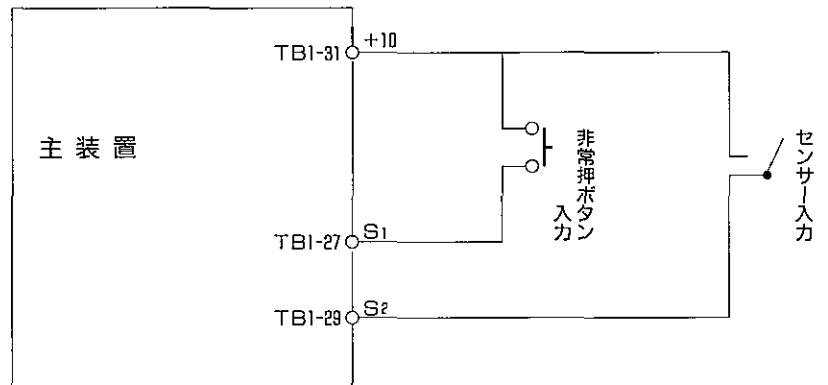 TB1-31 +10
主装置
非常押ボタン
入力
センサー入力
TB1-27 S1
TB1-29 S2